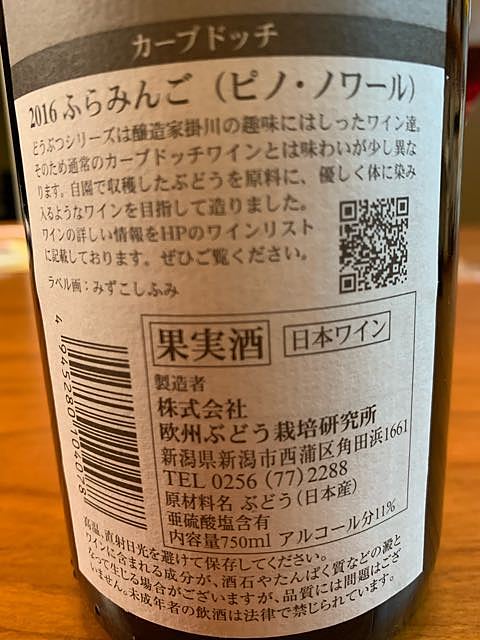 カーブドッチ
2016 ふらみんご（ピノ・ノワール）
どうぶつシリーズは醸造家掛川の趣味にはしったワイン達。
そのため通常のカーブドッチワインとは味わいが少し異な
ります。自園で収穫したぶどうを原料に、優しく体に染み
入るようなワインを目指して造りました。
ワインの詳しい情報をHPのワインリスト
に記載しております。ぜひご覧ください。
ラベル画：みずこしふみ
4 945280 104078
果実酒
日本ワイン
製造者
株式会社
欧州ぶどう栽培研究所
新潟県新潟市西蒲区角田浜1661
TEL 0256 (77) 2288
原材料名 ぶどう(日本産)
亜硫酸塩含有
内容量750ml アルコール分11%
高温、直射日光を避けて保存してください。
ワインに含まれる成分が、酒石やたんぱく質などの澱と
なって生じる場合がございますが、品質には問題はござ
いません。未成年者の飲酒は法律で禁じられています。